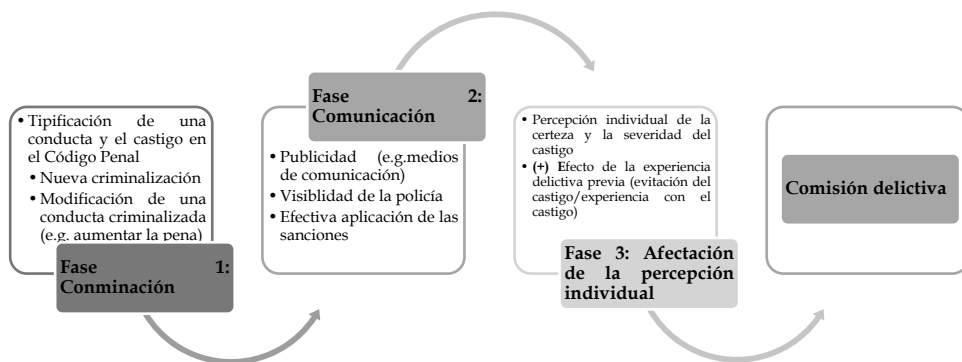 • Tipificación de una
conducta y el castigo en
el Código Penal
• Nueva criminalización
• Modificación de una
conducta criminalizada
(e.g. aumentar la pena)
Fase 1:
Conminación
Fase 2:
Comunicación
• Publicidad (e.g.medios
de comunicación)
• Visiblidad de la policía
• Efectiva aplicación de las
sanciones
• Percepción individual de la
certeza y la severidad del
castigo
• (+) Efecto de la experiencia
delictiva previa (evitación del
castigo/experiencia con el
castigo)
Fase 3: Afectación
de la percepción
individual
Comisión delictiva